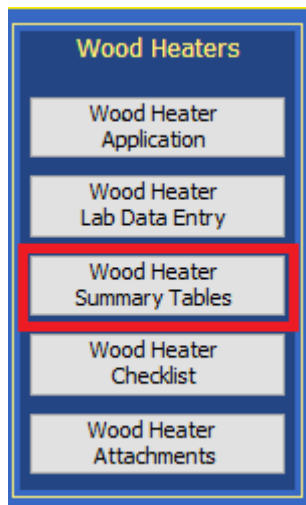 Wood Heaters
Wood Heater
Application
Wood Heater
Lab Data Entry
Wood Heater
Summary Tables
Wood Heater
Checklist
Wood Heater
Attachments